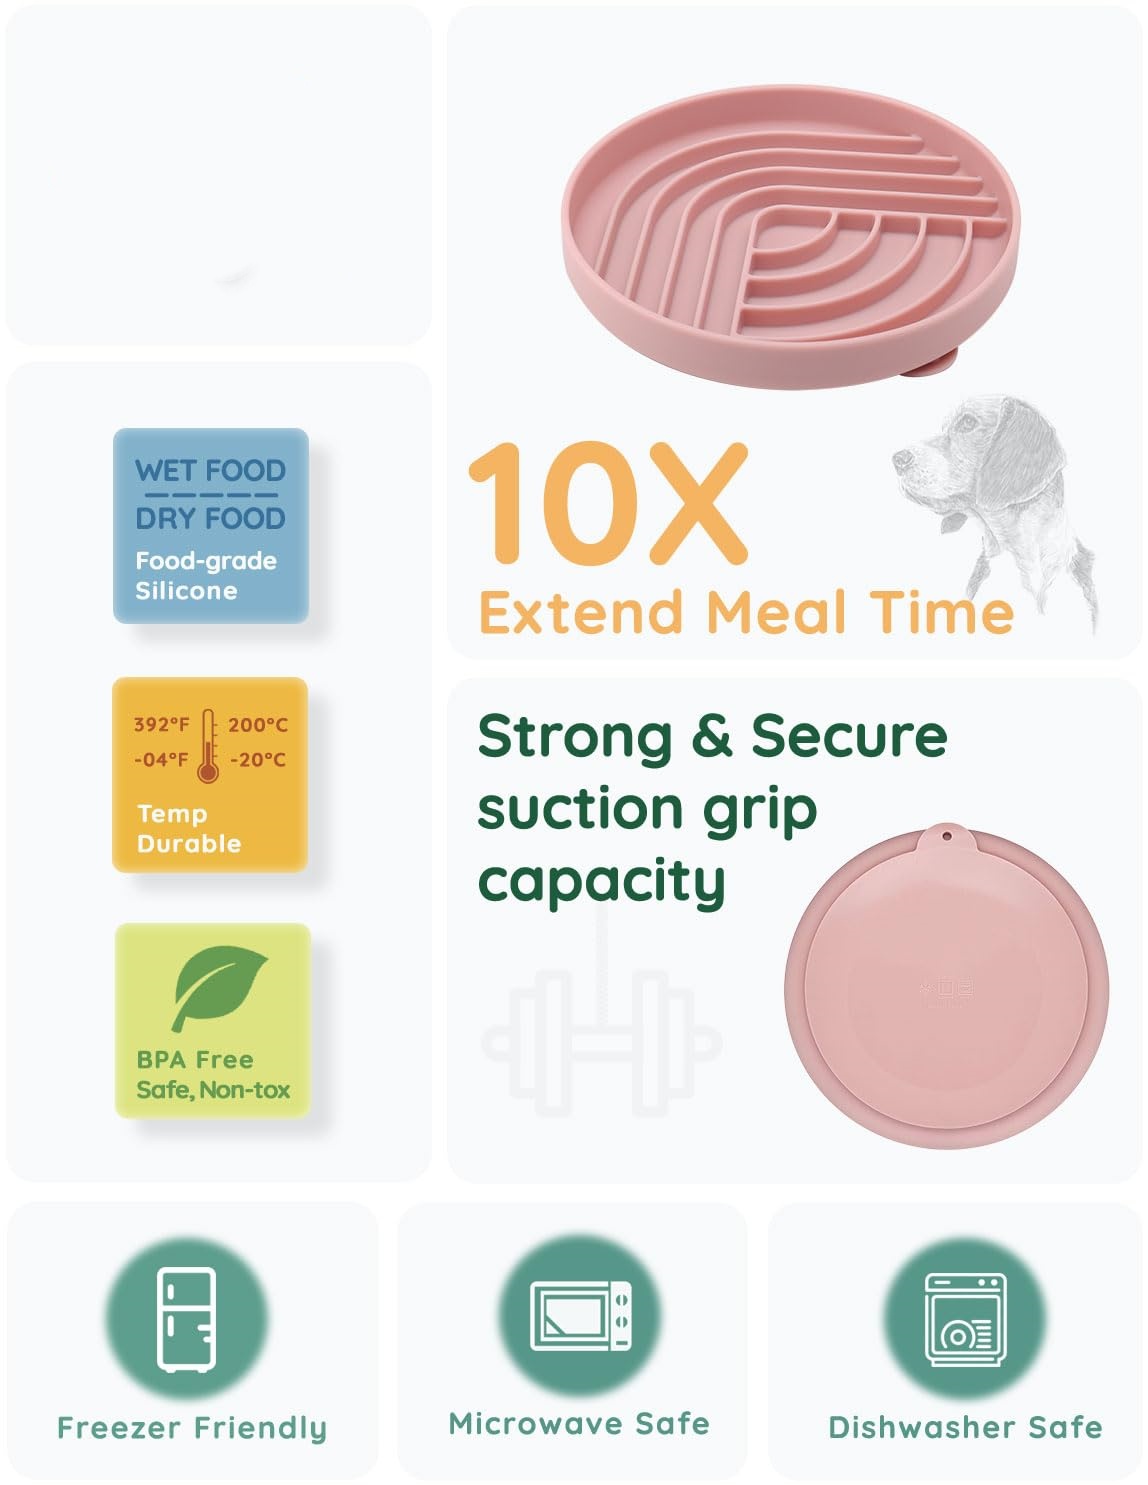 10X
Extend Meal Time
WET FOOD
DRY FOOD
Food-grade
Silicone
392°F 200°C
-04°F -20°C
Temp
Durable
BPA Free
Safe, Non-tox
Strong & Secure
suction grip
capacity
Freezer Friendly
Microwave Safe
Dishwasher Safe